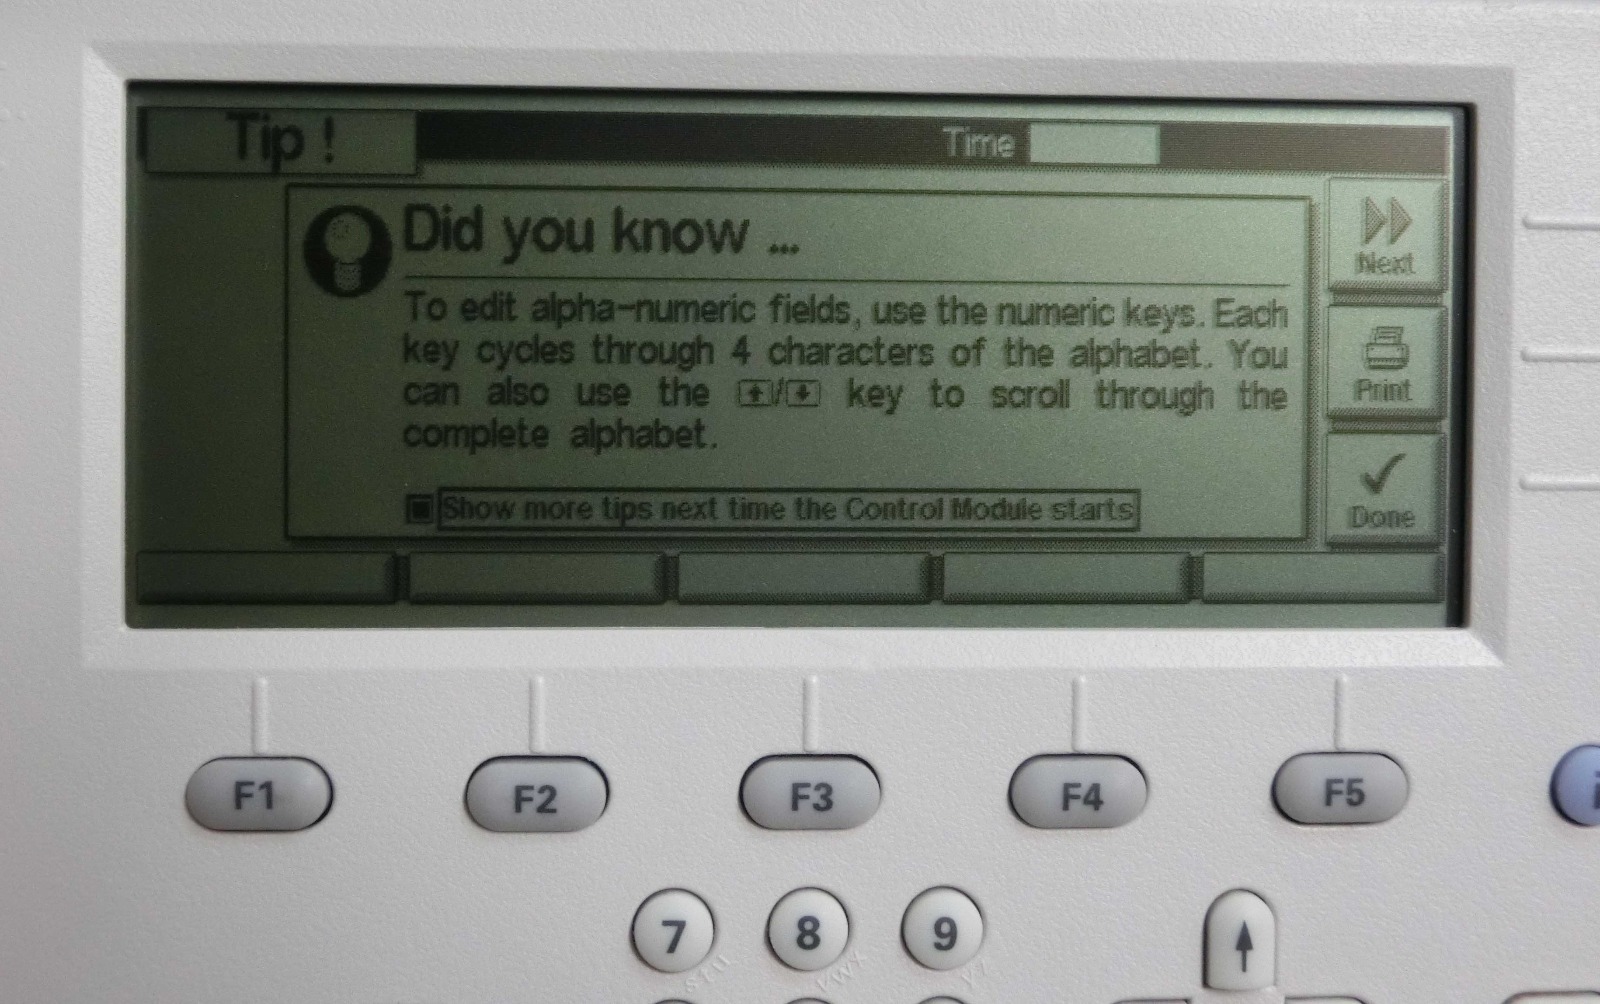 Tip !
Time
Did you know ...
To edit alpha-numeric fields, use the numeric keys. Each
key cycles through 4 characters of the alphabet. You
can also use the / key to scroll through the
complete alphabet.
Show more tips next time the Control Module starts
Next
Print
Done
F1 F2 F3 F4 F5
7 8 9